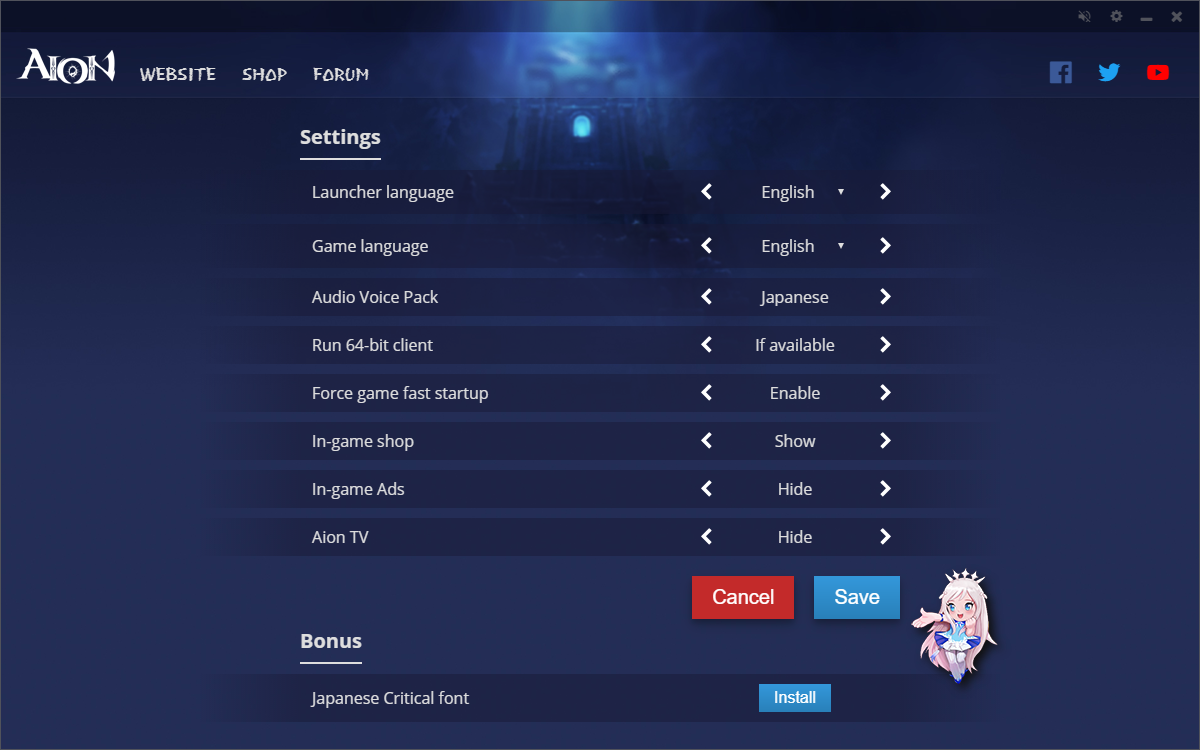 AION
WEBSITE SHOP FORUM
Settings
Launcher language English
Game language English
Audio Voice Pack Japanese
Run 64-bit client If available
Force game fast startup Enable
In-game shop Show
In-game Ads Hide
Aion TV Hide
Cancel Save
Bonus
Japanese Critical font Install